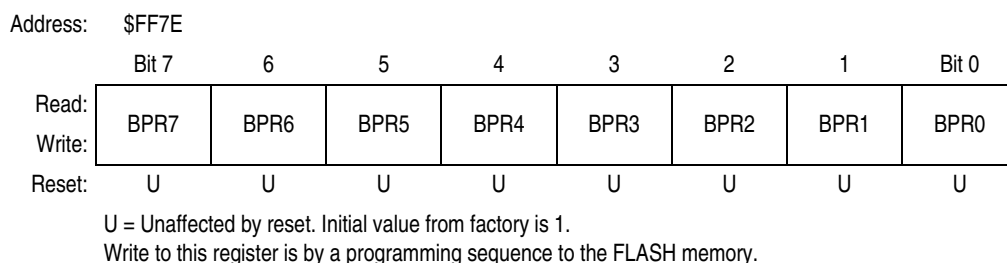 Address: $FF7E
Bit 7 6 5 4 3 2 1 Bit 0
Read:
BPR7 BPR6 BPR5 BPR4 BPR3 BPR2 BPR1 BPR0
Write:
Reset: U U U U U U U U
U = Unaffected by reset. Initial value from factory is 1.
Write to this register is by a programming sequence to the FLASH memory.